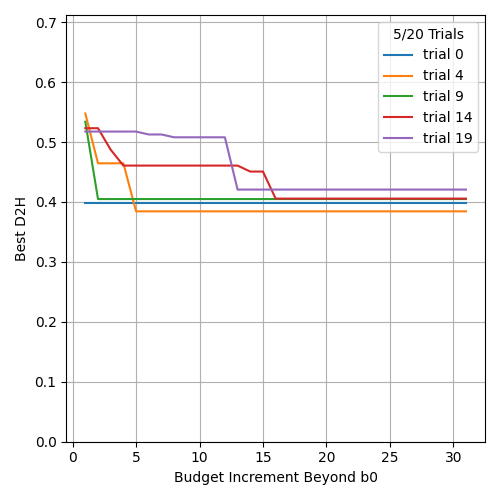 0.7
0.6
0.5
0.4
0.3
0.2
0.1
0.0
Best D2H
0 5 10 15 20 25 30
Budget Increment Beyond b0
5/20 Trials
trial 0
trial 4
trial 9
trial 14
trial 19